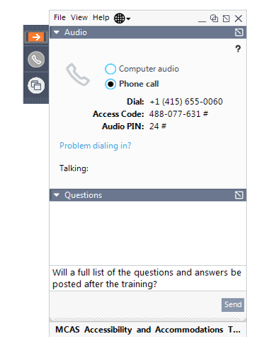 File View Help
Audio
?
Computer audio
Phone call
Dial: +1 (415) 655-0060
Access Code: 488-077-631 #
Audio PIN: 24 #
Problem dialing in?
Talking:
Questions
Will a full list of the questions and answers be
posted after the training?
Send
MCAS Accessibility and Accommodations T...